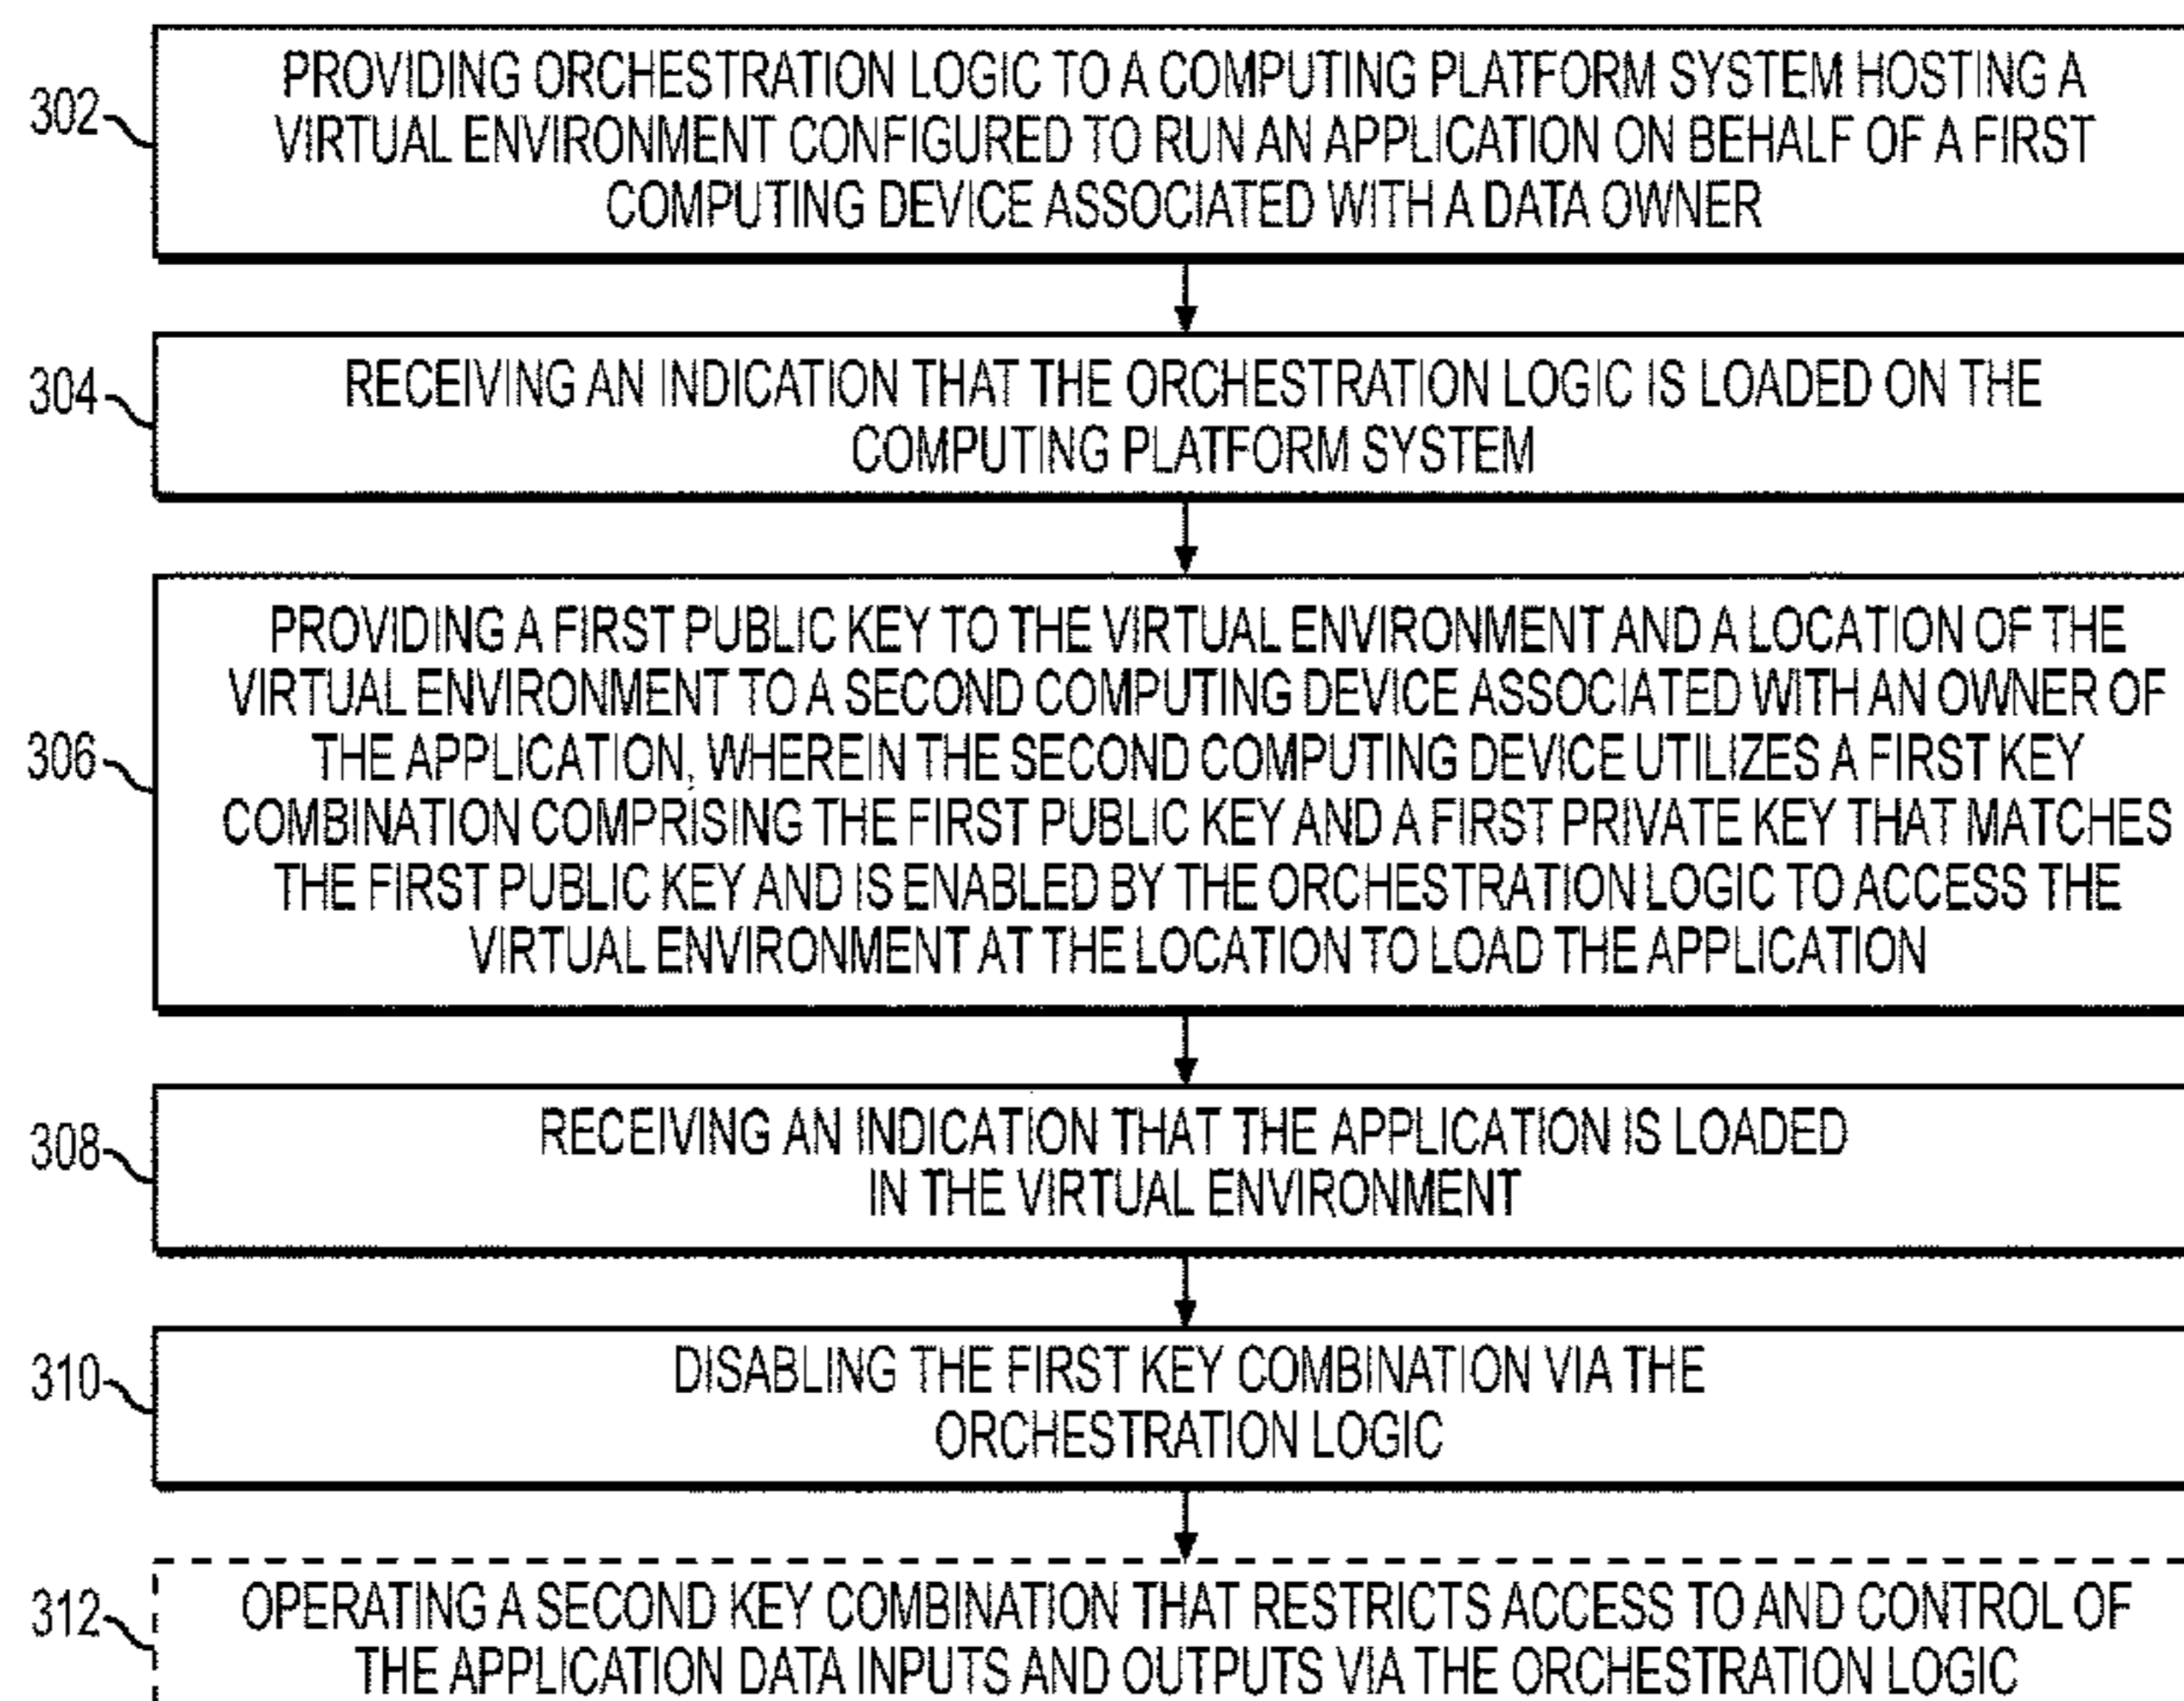 302
PROVIDING ORCHESTRATION LOGIC TO A COMPUTING PLATFORM SYSTEM HOSTING A
VIRTUAL ENVIRONMENT CONFIGURED TO RUN AN APPLICATION ON BEHALF OF A FIRST
COMPUTING DEVICE ASSOCIATED WITH A DATA OWNER
304
RECEIVING AN INDICATION THAT THE ORCHESTRATION LOGIC IS LOADED ON THE
COMPUTING PLATFORM SYSTEM
306
PROVIDING A FIRST PUBLIC KEY TO THE VIRTUAL ENVIRONMENT AND A LOCATION OF THE
VIRTUAL ENVIRONMENT TO A SECOND COMPUTING DEVICE ASSOCIATED WITH AN OWNER OF
THE APPLICATION, WHEREIN THE SECOND COMPUTING DEVICE UTILIZES A FIRST KEY
COMBINATION COMPRISING THE FIRST PUBLIC KEY AND A FIRST PRIVATE KEY THAT MATCHES
THE FIRST PUBLIC KEY AND IS ENABLED BY THE ORCHESTRATION LOGIC TO ACCESS THE
VIRTUAL ENVIRONMENT AT THE LOCATION TO LOAD THE APPLICATION
308
RECEIVING AN INDICATION THAT THE APPLICATION IS LOADED
IN THE VIRTUAL ENVIRONMENT
310
DISABLING THE FIRST KEY COMBINATION VIA THE
ORCHESTRATION LOGIC
312
OPERATING A SECOND KEY COMBINATION THAT RESTRICTS ACCESS TO AND CONTROL OF
THE APPLICATION DATA INPUTS AND OUTPUTS VIA THE ORCHESTRATION LOGIC